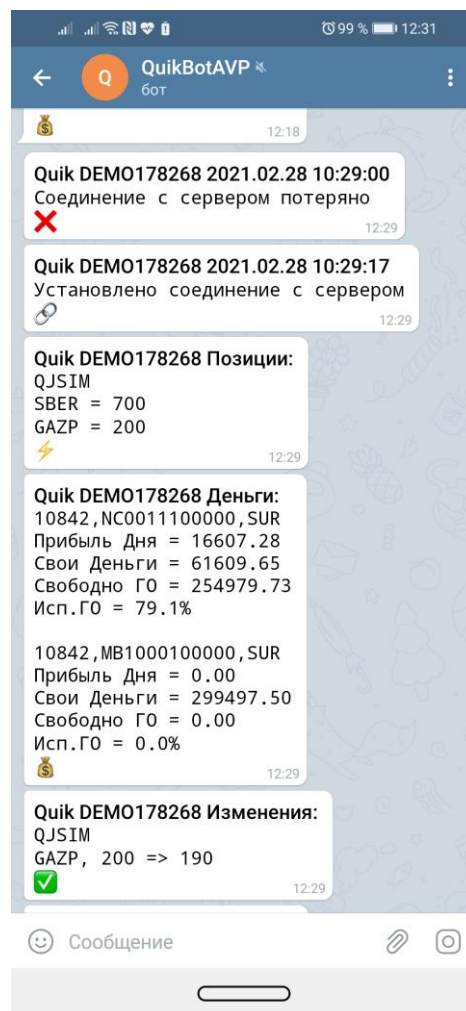 99 % 12:31
Q
QuikBotAVP
бот
12:18
Quik DEMO178268 2021.02.28 10:29:00
Соединение с сервером потеряно
12:29
Quik DEMO178268 2021.02.28 10:29:17
Установлено соединение с сервером
12:29
Quik DEMO178268 Позиции:
QJSIM
SBER = 700
GAZP = 200
12:29
Quik DEMO178268 Деньги:
10842,NC0011100000,SUR
Прибыль Дня = 16607.28
Свои Деньги = 61609.65
Свободно ГО = 254979.73
Исп.ГО = 79.1%
10842,MB1000100000,SUR
Прибыль Дня = 0.00
Свои Деньги = 299497.50
Свободно ГО = 0.00
Исп.ГО = 0.0%
12:29
Quik DEMO178268 Изменения:
QJSIM
GAZP, 200 => 190
12:29
Сообщение